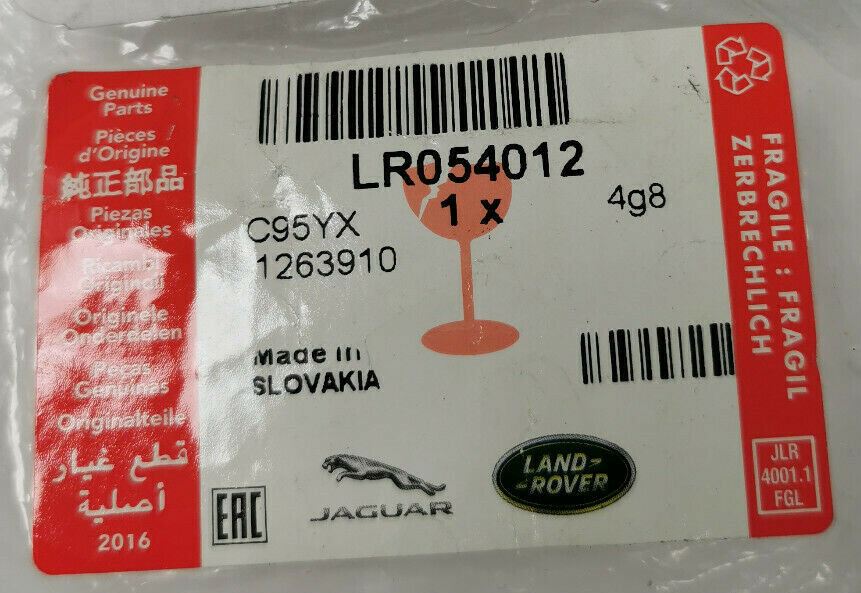 Genuine
Parts
Pièces
d'Origine
純正部品
Piezas
Originales
Ricambi
Originali
Originele
Onderdelen
Peças
Genuínas
Originalteile
قطع غيار
أصلية
2016
LR054012
1 x
4g8
C95YX
1263910
Made in
SLOVAKIA
EAC
JAGUAR
LAND-
-ROVER
FRAGILE : FRAGIL
ZERBRECHLICH
JLR
4001.1
FGL